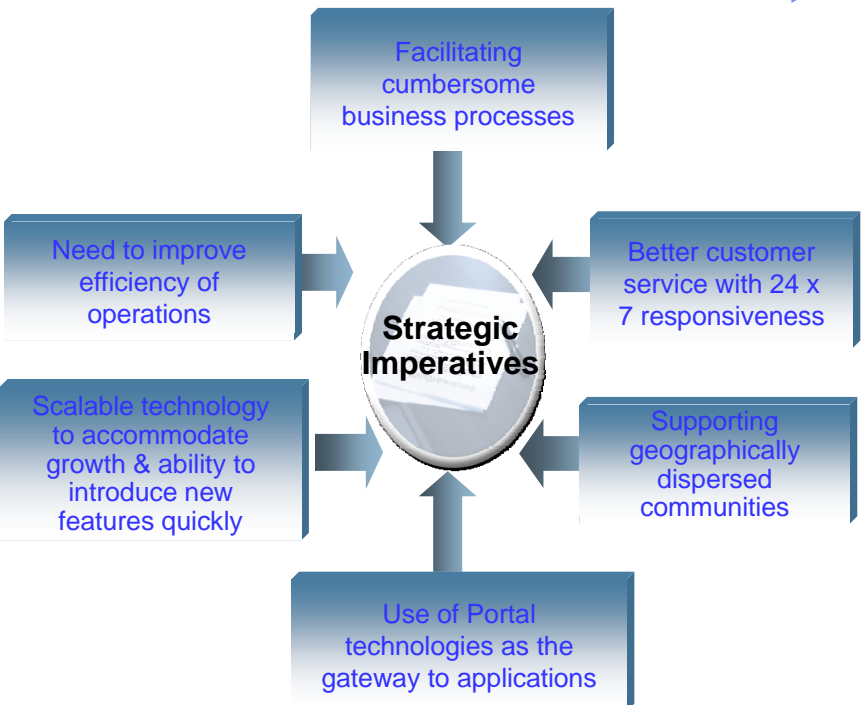 Facilitating
cumbersome
business processes
Need to improve
efficiency of
operations
Better customer
service with 24 x
7 responsiveness
Strategic
Imperatives
Scalable technology
to accommodate
growth & ability to
introduce new
features quickly
Supporting
geographically
dispersed
communities
Use of Portal
technologies as the
gateway to applications